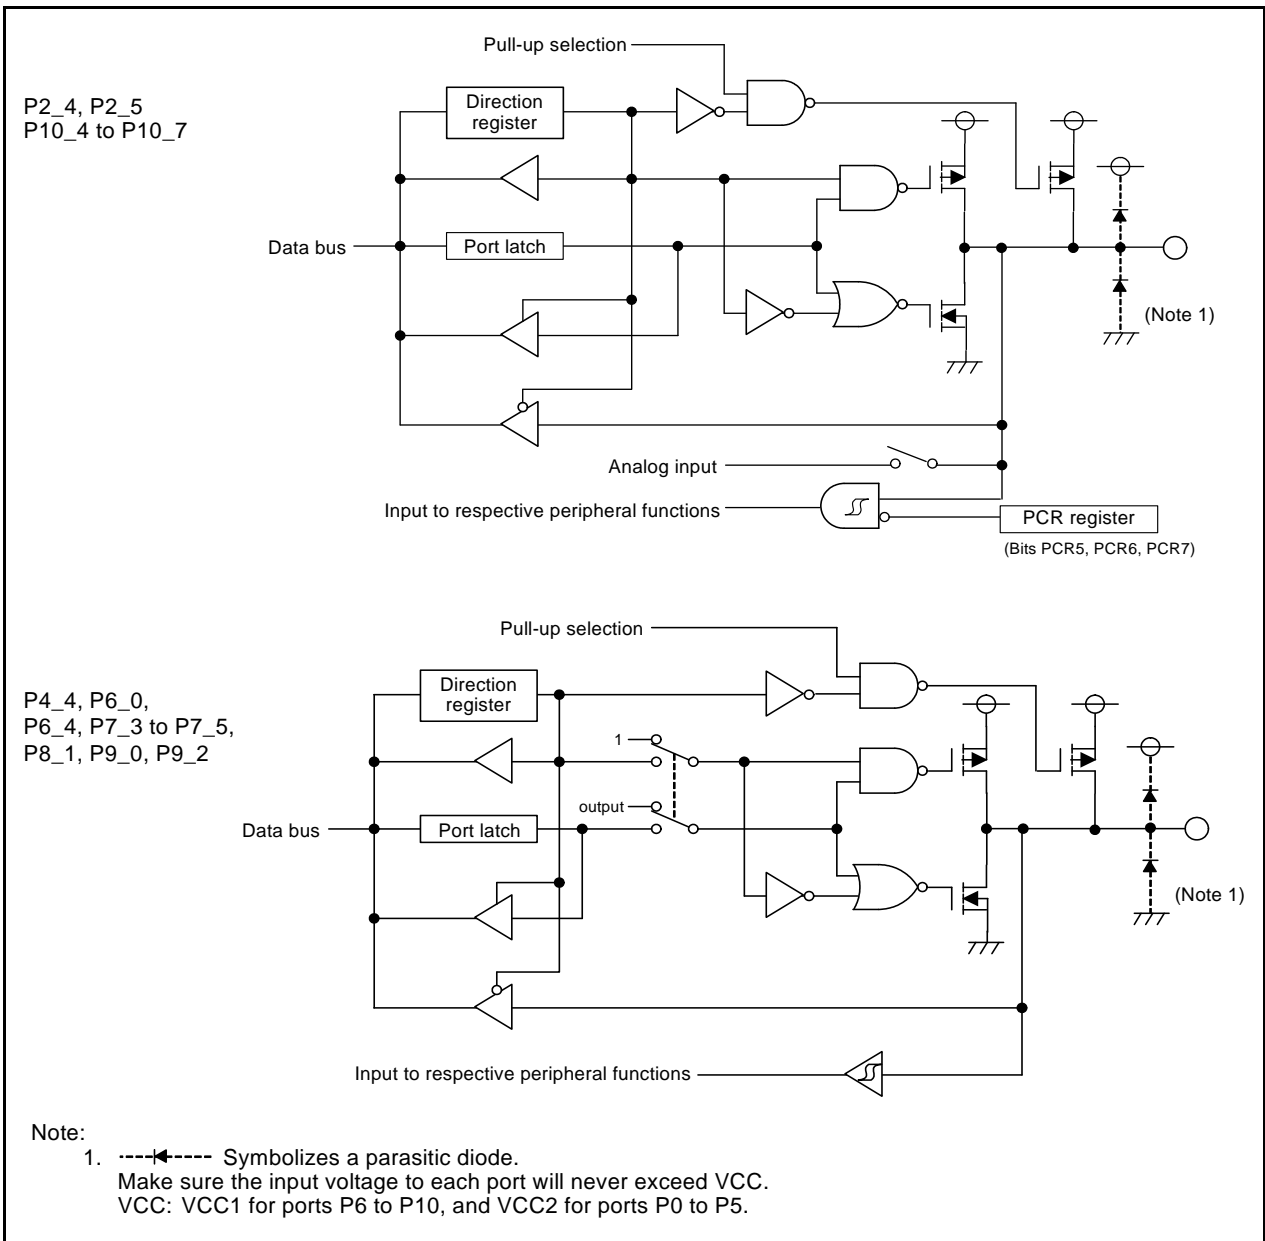 Pull-up selection
P2_4, P2_5
P10_4 to P10_7
Direction
register
Data bus
Port latch
(Note 1)
Analog input
Input to respective peripheral functions
PCR register
(Bits PCR5, PCR6, PCR7)
Pull-up selection
P4_4, P6_0,
P6_4, P7_3 to P7_5,
P8_1, P9_0, P9_2
Direction
register
1
output
Data bus
Port latch
(Note 1)
Input to respective peripheral functions
Note:
1. Symbolizes a parasitic diode.
Make sure the input voltage to each port will never exceed VCC.
VCC: VCC1 for ports P6 to P10, and VCC2 for ports P0 to P5.